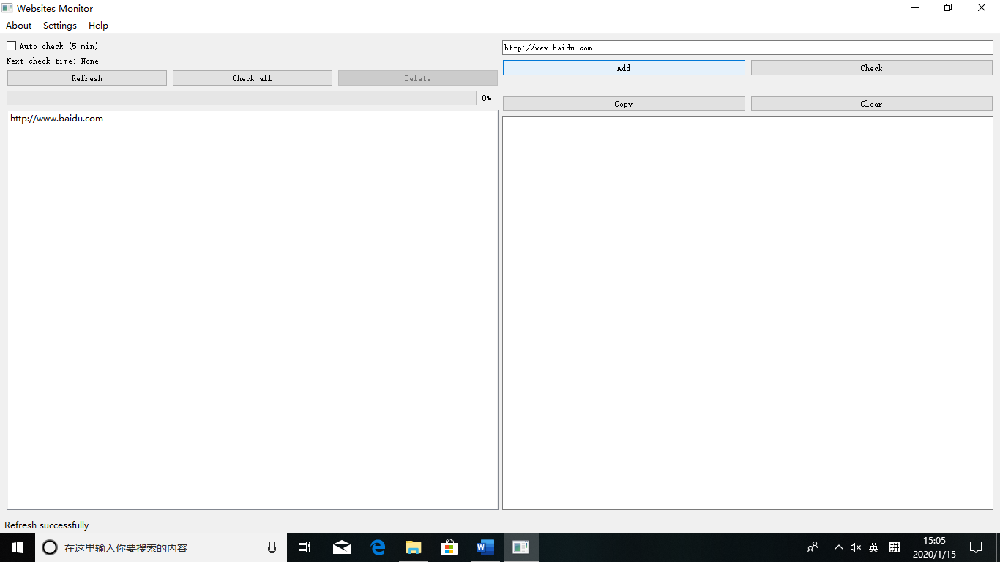 Websites Monitor
About Settings Help
Auto check (5 min)
Next check time: None
Refresh Check all Delete
0%
http://www.baidu.com
http://www.baidu.com
Add Check
Copy Clear
Refresh successfully
在这里输入你要搜索的内容
英 拼
15:05
2020/1/15